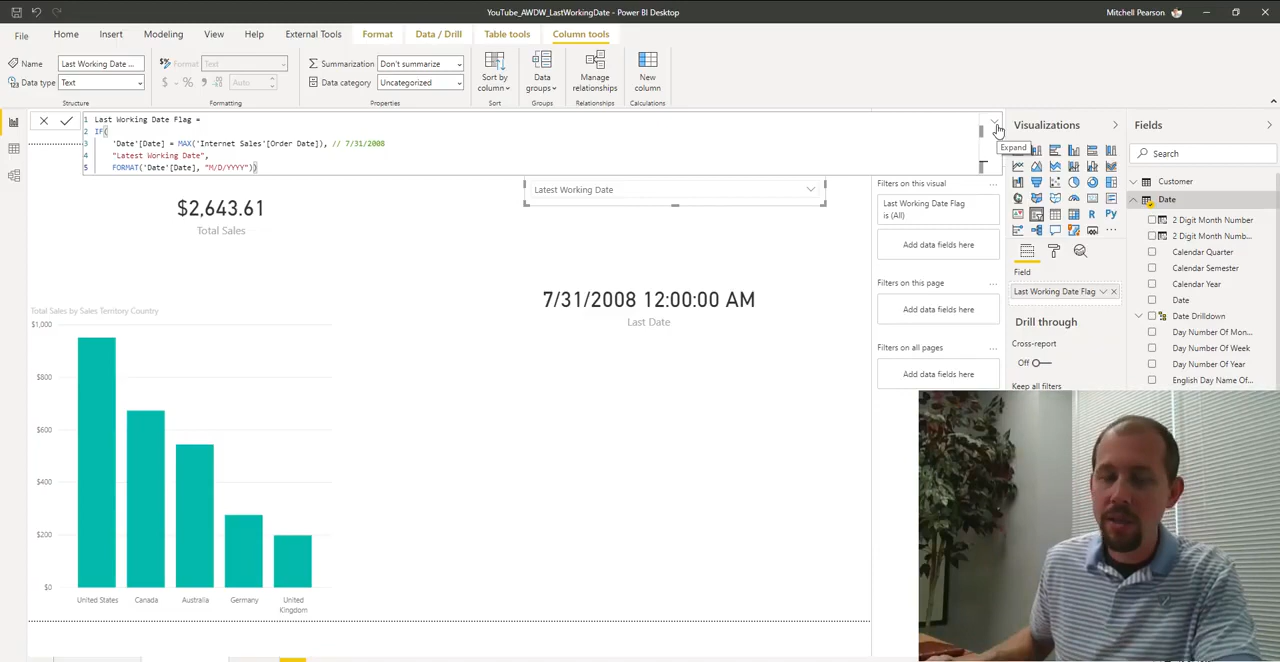 YouTube_AWDW_LastWorkingDate - Power BI Desktop
Mitchell Pearson
File
Home
Insert
Modeling
View
Help
External Tools
Format
Data / Drill
Table tools
Column tools
Name
Last Working Date ...
Data type
Text
Structure
Format
Text
$ % 9
Auto
Formatting
Summarization
Don't summarize
Data category
Uncategorized
Properties
Sort by
column
Sort
Data
groups
Groups
Manage
relationships
Relationships
New
column
Calculations
1 Last Working Date Flag =
2 IF(
3 'Date'[Date] = MAX('Internet Sales'[Order Date]), // 7/31/2008
4 "Latest Working Date",
5 FORMAT('Date'[Date], "M/D/YYYY"))
Expand
$2,643.61
Total Sales
Latest Working Date
7/31/2008 12:00:00 AM
Last Date
Total Sales by Sales Territory Country
$1,000
$800
$600
$400
$200
$0
United States
Canada
Australia
Germany
United
Kingdom
Filters on this visual
...
Last Working Date Flag
is (All)
Add data fields here
Filters on this page
...
Add data fields here
Filters on all pages
...
Add data fields here
Visualizations
R
Py
...
Field
Last Working Date Flag
Drill through
Cross-report
Off
Keep all filters
Fields
Search
Customer
Date
2 Digit Month Number
2 Digit Month Numb...
Calendar Quarter
Calendar Semester
Calendar Year
Date
Date Drilldown
Day Number Of Mon...
Day Number Of Week
Day Number Of Year
English Day Name Of...